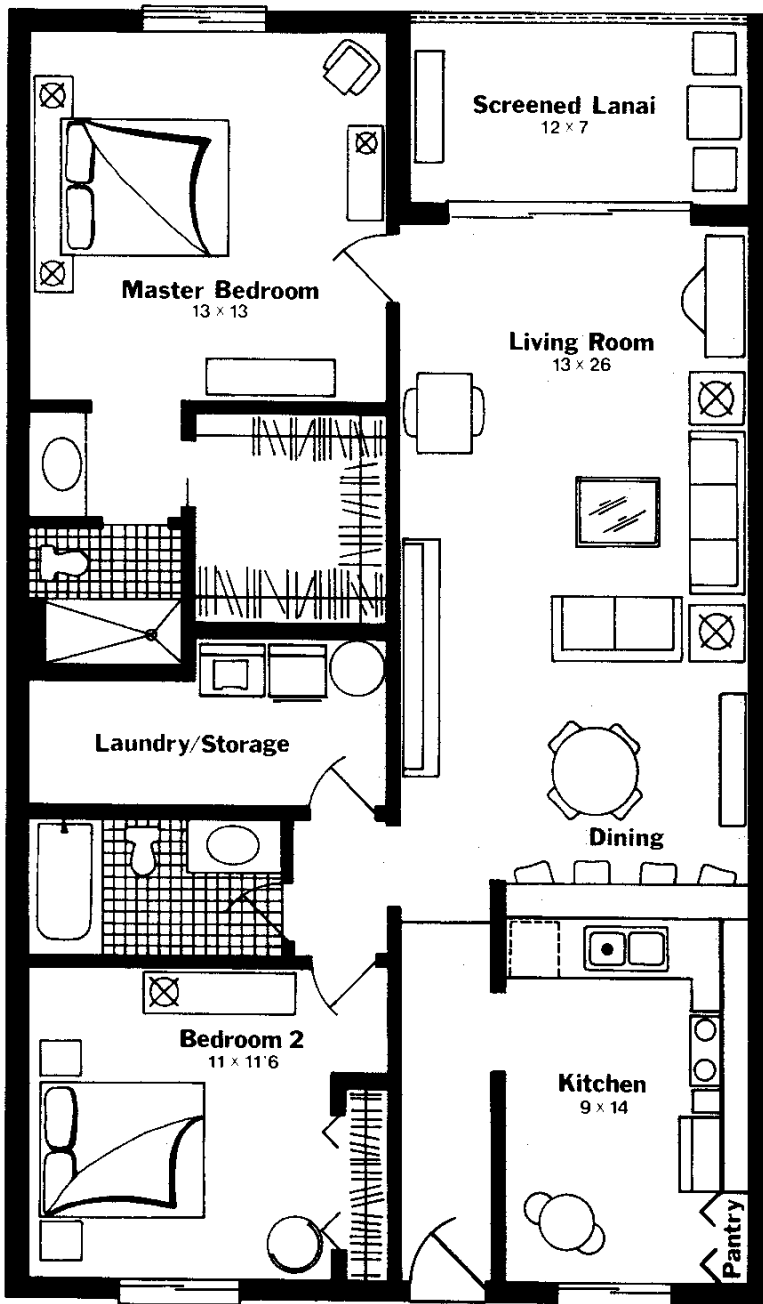 Screened Lanai
12 × 7
Master Bedroom
13 × 13
Living Room
13 × 26
Laundry/Storage
Dining
Bedroom 2
11 × 11'6
Kitchen
9 × 14
Pantry